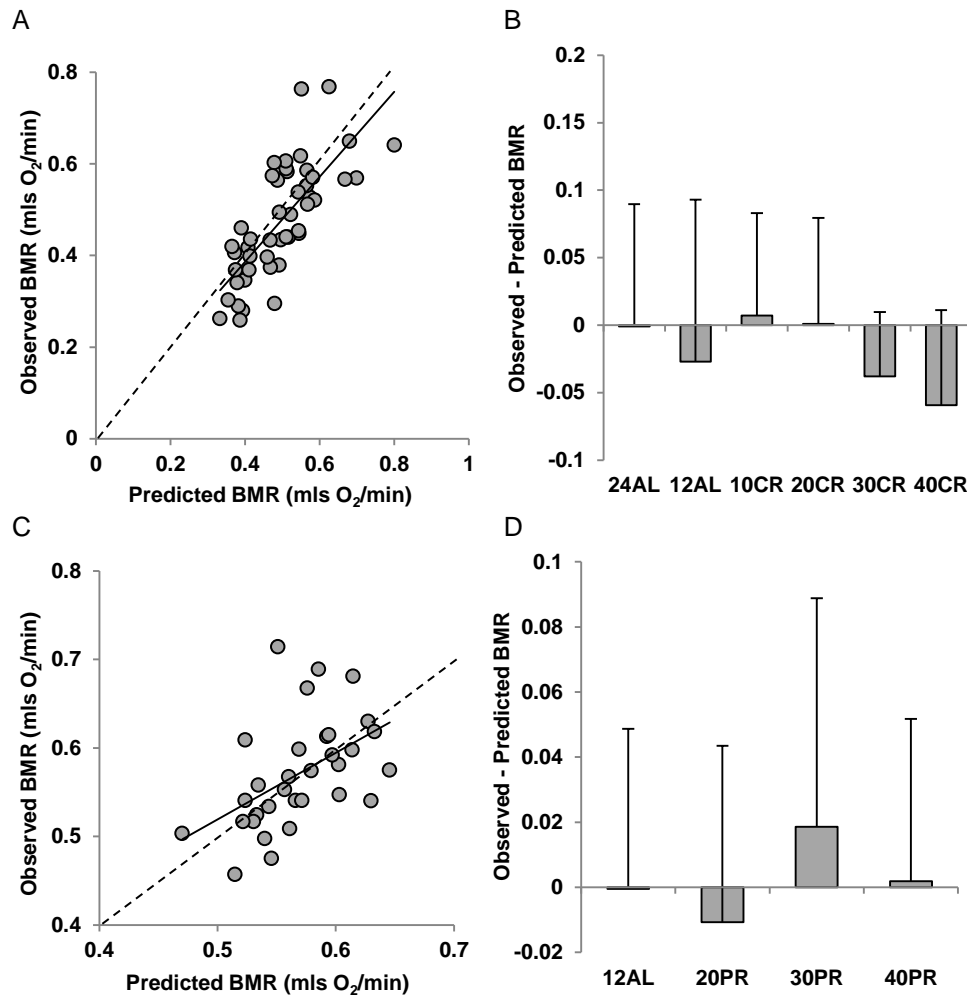 A
Observed BMR (mls O₂/min)
0.8
0.6
0.4
0.2
0
0 0.2 0.4 0.6 0.8 1
Predicted BMR (mls O₂/min)
B
Observed - Predicted BMR
0.2
0.15
0.1
0.05
0
-0.05
-0.1
24AL 12AL 10CR 20CR 30CR 40CR
C
Observed BMR (mls O₂/min)
0.8
0.7
0.6
0.5
0.4
0.4 0.5 0.6 0.7
Predicted BMR (mls O₂/min)
D
Observed - Predicted BMR
0.1
0.08
0.06
0.04
0.02
0
-0.02
12AL 20PR 30PR 40PR